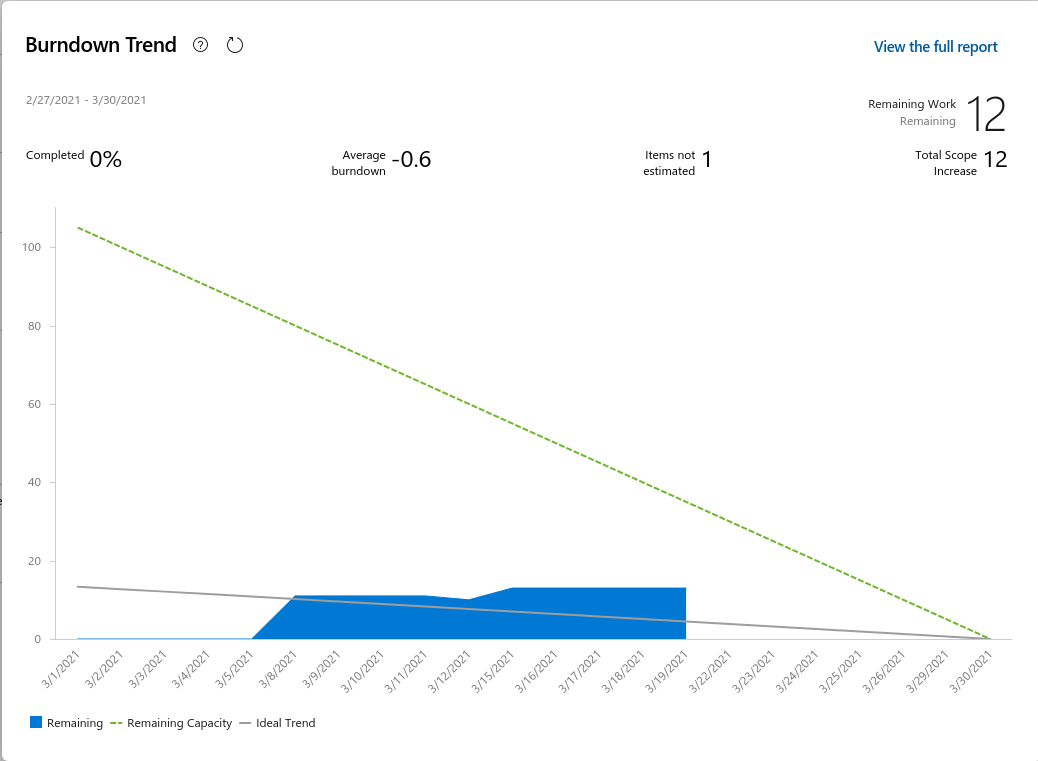 Burndown Trend
View the full report
2/27/2021 - 3/30/2021
Remaining Work
Remaining
12
Completed 0%
Average
burndown
-0.6
Items not
estimated
1
Total Scope
Increase
12
100
80
60
40
20
0
3/1/2021
3/2/2021
3/3/2021
3/4/2021
3/5/2021
3/8/2021
3/9/2021
3/10/2021
3/11/2021
3/12/2021
3/15/2021
3/16/2021
3/17/2021
3/18/2021
3/19/2021
3/22/2021
3/23/2021
3/24/2021
3/25/2021
3/26/2021
3/29/2021
3/30/2021
Remaining Remaining Capacity Ideal Trend